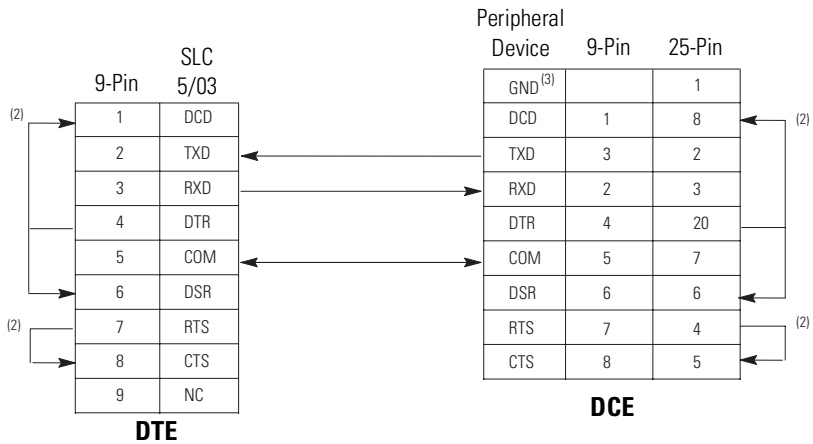 SLC
9-Pin 5/03
(2) 1 DCD
2 TXD
3 RXD
4 DTR
5 COM
6 DSR
(2) 7 RTS
8 CTS
9 NC
DTE
Peripheral
Device 9-Pin 25-Pin
GND(3) 1
DCD 1 8 (2)
TXD 3 2
RXD 2 3
DTR 4 20
COM 5 7
DSR 6 6
RTS 7 4 (2)
CTS 8 5
DCE